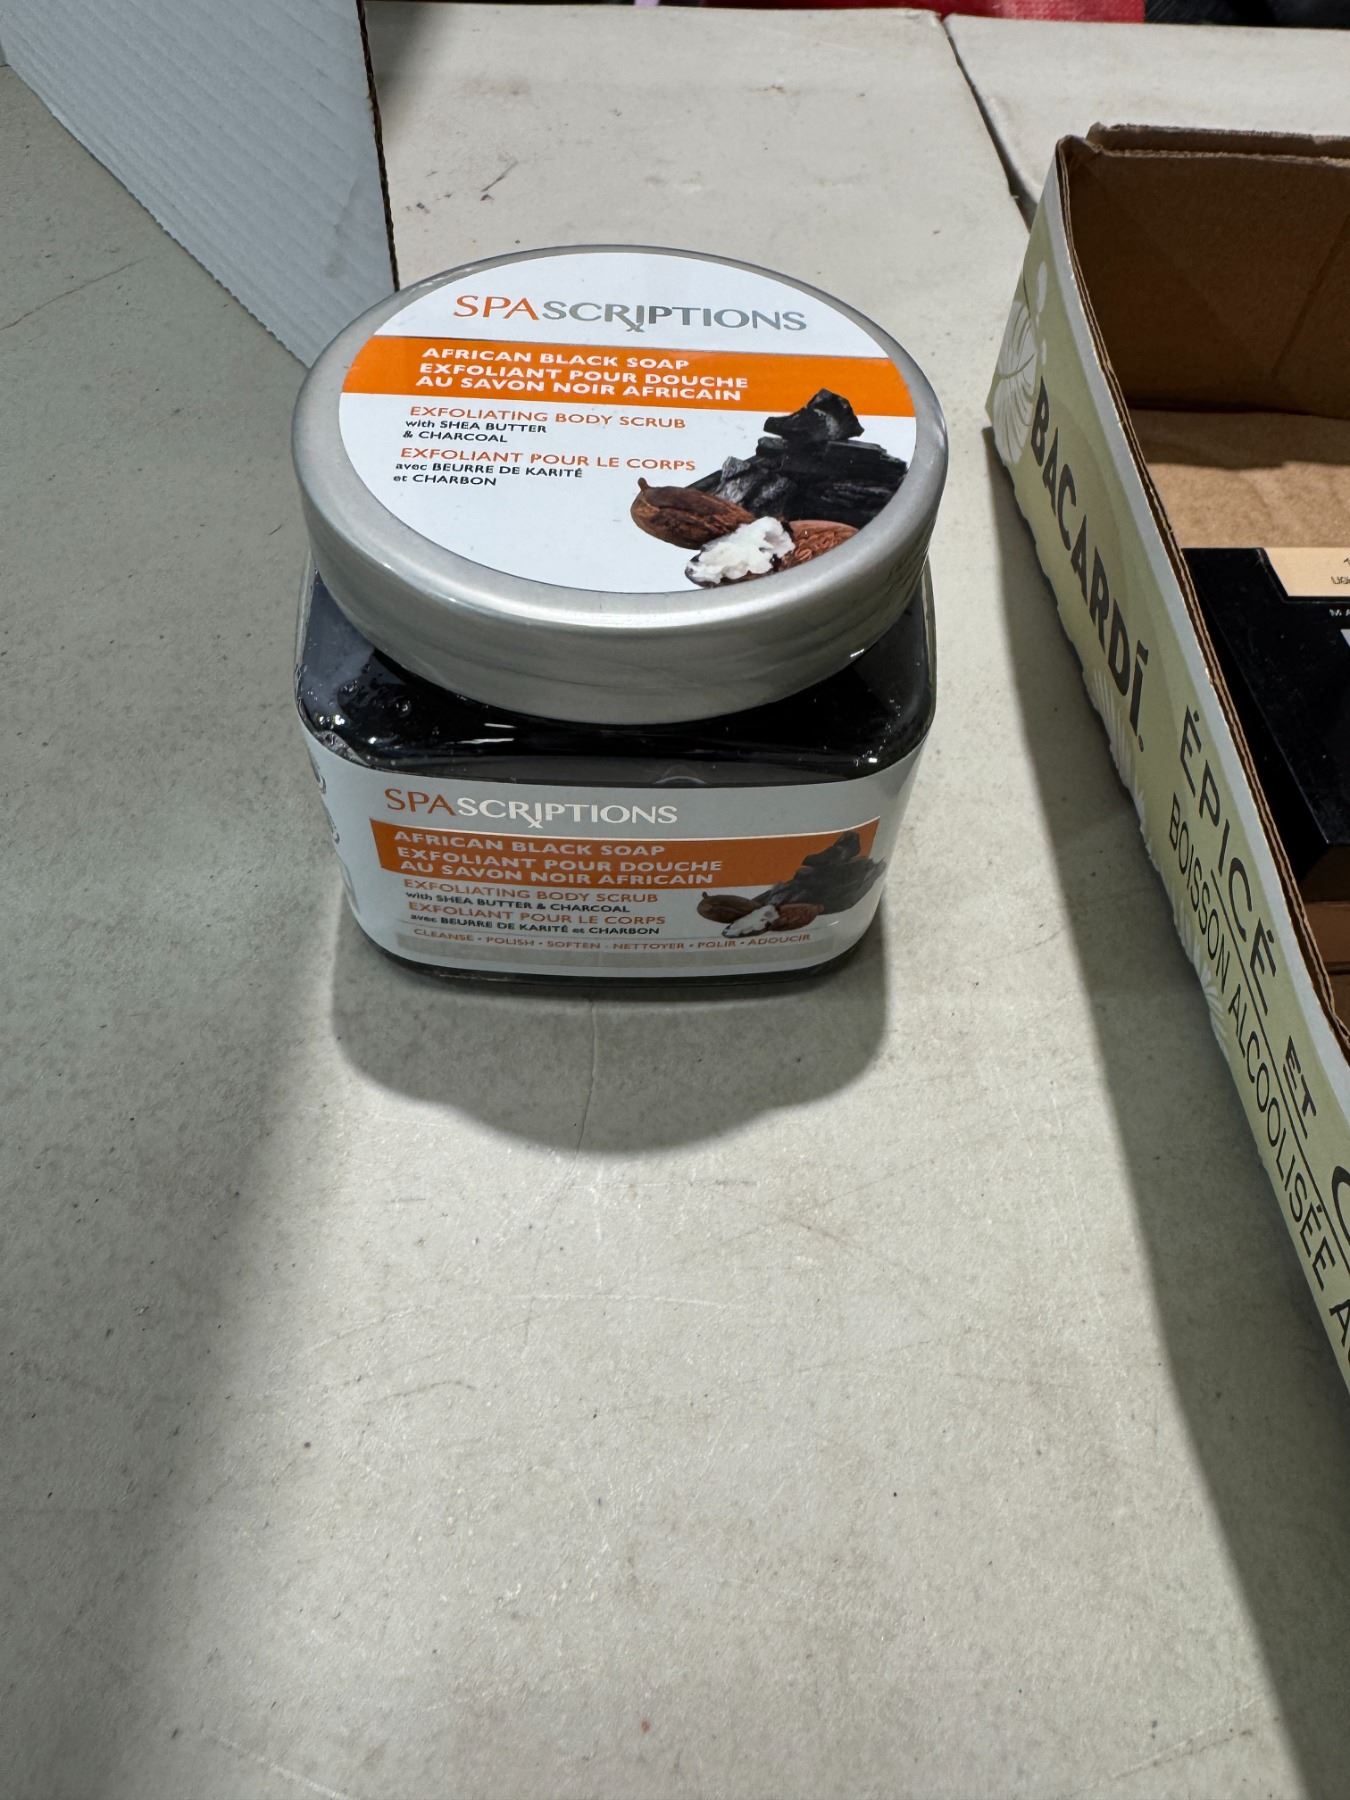 SPASCRIPTIONS
AFRICAN BLACK SOAP
EXFOLIANT POUR DOUCHE
AU SAVON NOIR AFRICAIN
EXFOLIATING BODY SCRUB
with SHEA BUTTER
& CHARCOAL
EXFOLIANT POUR LE CORPS
avec BEURRE DE KARITÉ
et CHARBON
SPASCRIPTIONS
AFRICAN BLACK SOAP
EXFOLIANT POUR DOUCHE
AU SAVON NOIR AFRICAIN
EXFOLIATING BODY SCRUB
with SHEA BUTTER & CHARCOAL
EXFOLIANT POUR LE CORPS
avec BEURRE DE KARITÉ et CHARBON
CLEANSE • POLISH • SOFTEN · NETTOYER • POLIR • ADOUCIR
BACARDÍ
ÉPICÉ ET
BOISSON ALCOOLISÉE